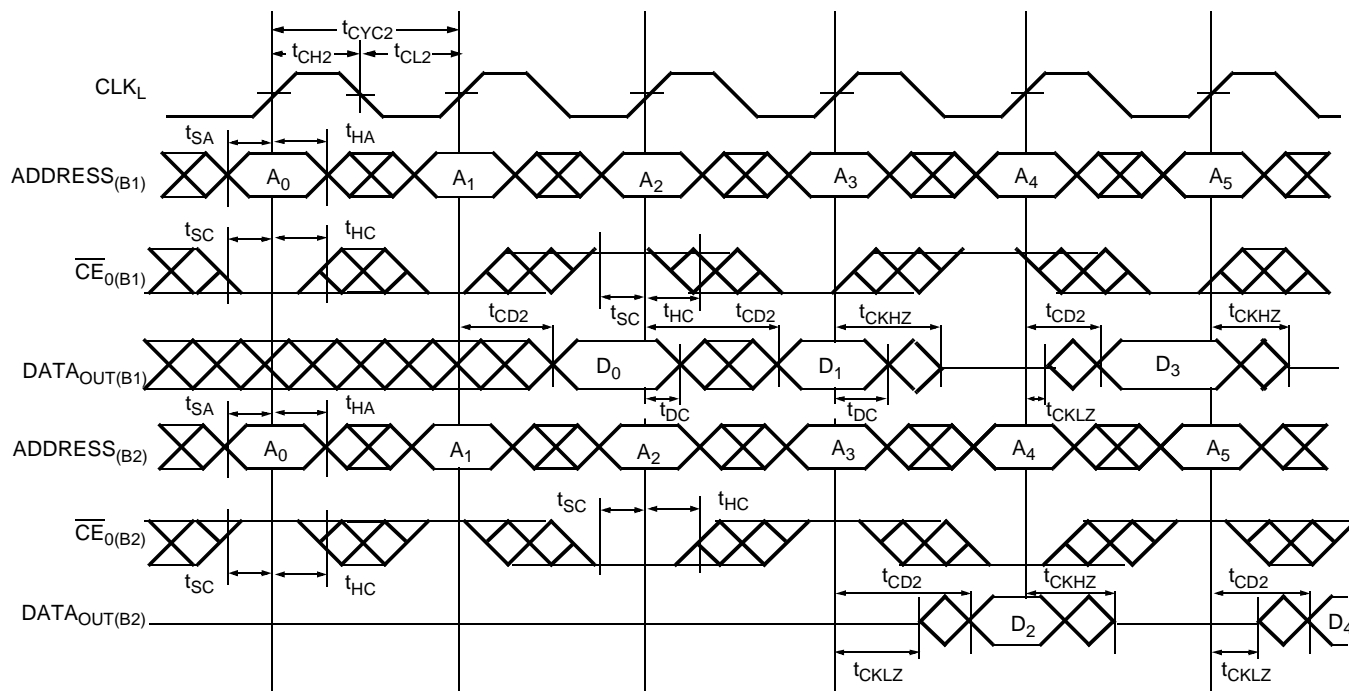 tCYC2
tCH2 tCL2
CLKL
tSA tHA
ADDRESS(B1) A0 A1 A2 A3 A4 A5
tSC tHC
CE0(B1)
tCD2 tSC tHC tCD2 tCKHZ tCD2 tCKHZ
DATAOUT(B1) D0 D1 D3
tSA tHA tDC tDC tCKLZ
ADDRESS(B2) A0 A1 A2 A3 A4 A5
tSC tHC
CE0(B2)
tSC tHC tCD2 tCKHZ tCD2
DATAOUT(B2) D2 D4
tCKLZ tCKLZ